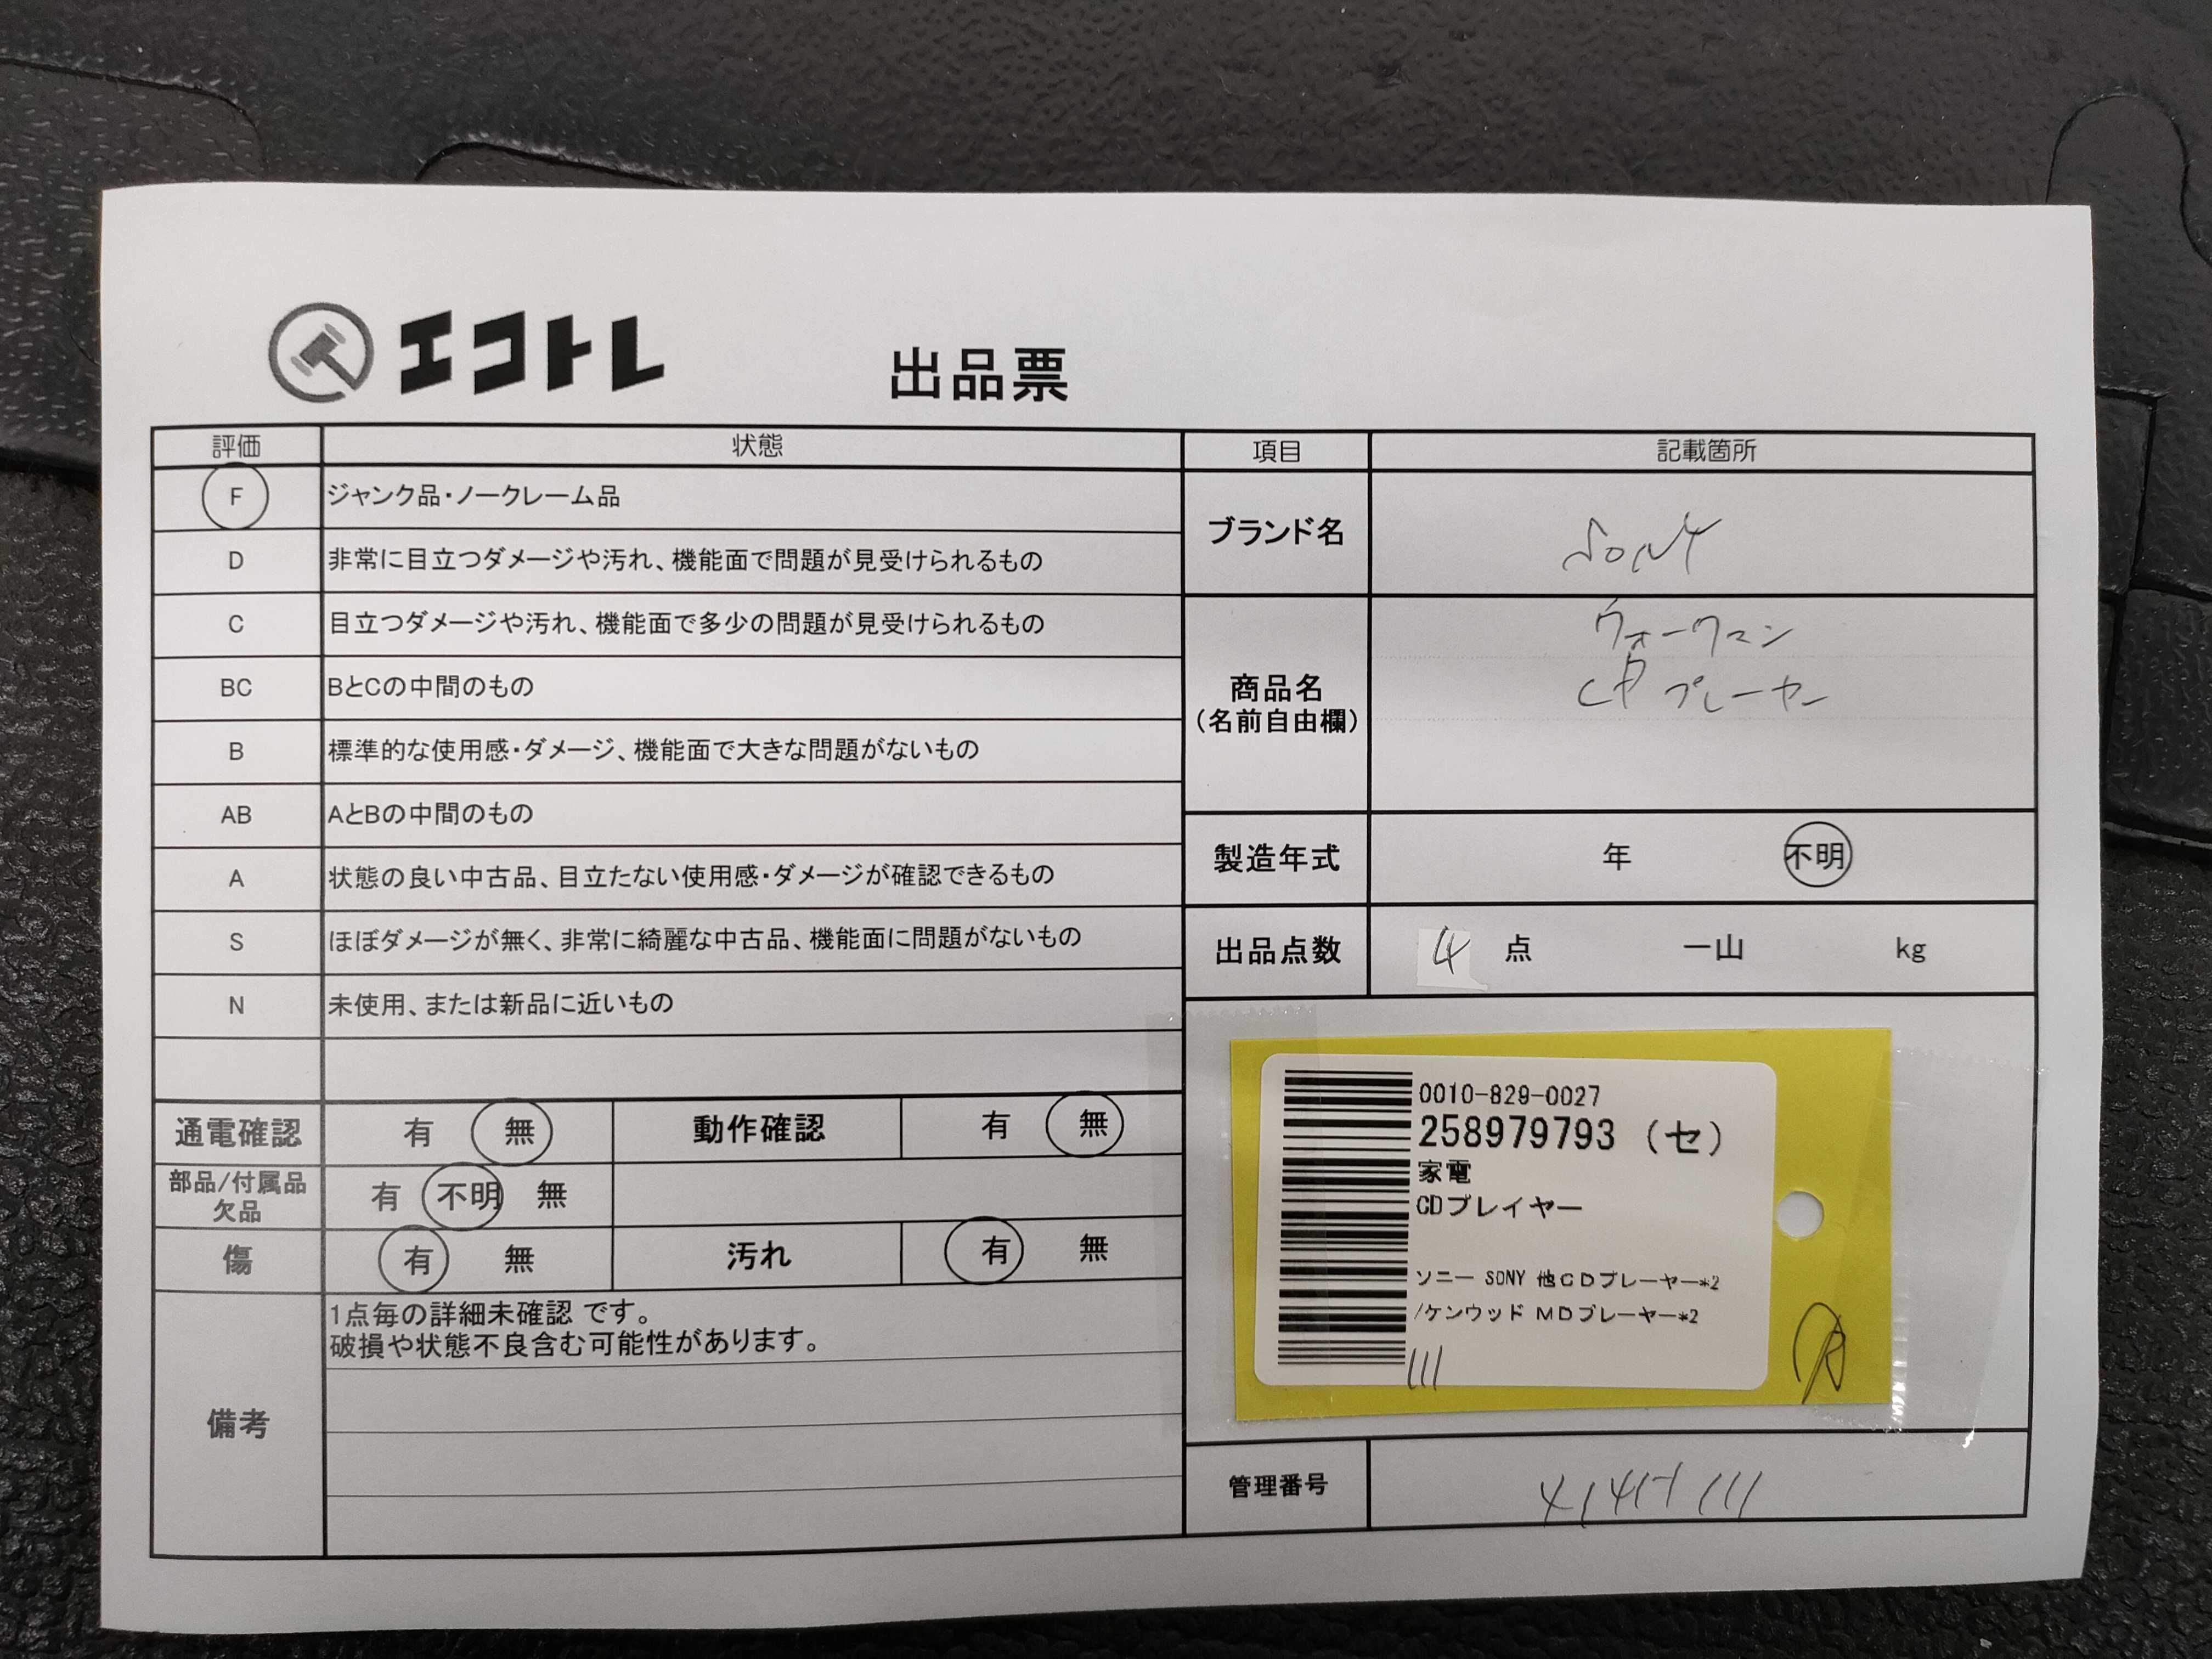 エコトレ
出品票
評価 状態
F ジャンク品・ノークレーム品
D 非常に目立つダメージや汚れ、機能面で問題が見受けられるもの
C 目立つダメージや汚れ、機能面で多少の問題が見受けられるもの
BC BとCの中間のもの
B 標準的な使用感・ダメージ、機能面で大きな問題がないもの
AB AとBの中間のもの
A 状態の良い中古品、目立たない使用感・ダメージが確認できるもの
S ほぼダメージが無く、非常に綺麗な中古品、機能面に問題がないもの
N 未使用、または新品に近いもの
通電確認 有 無 動作確認 有 無
部品/付属品
欠品
有 不明 無
傷 有 無 汚れ 有 無
備考
1点毎の詳細未確認 です。
破損や状態不良含む可能性があります。
項目 記載箇所
ブランド名 SONY
商品名
(名前自由欄)
ウォークマン
CDプレーヤー
製造年式 年 不明
出品点数 4 点 一山 kg
0010-829-0027
258979793 (セ)
家電
CDプレイヤー
ソニー SONY 他CDプレーヤー*2
/ケンウッド MDプレーヤー*2
111
管理番号